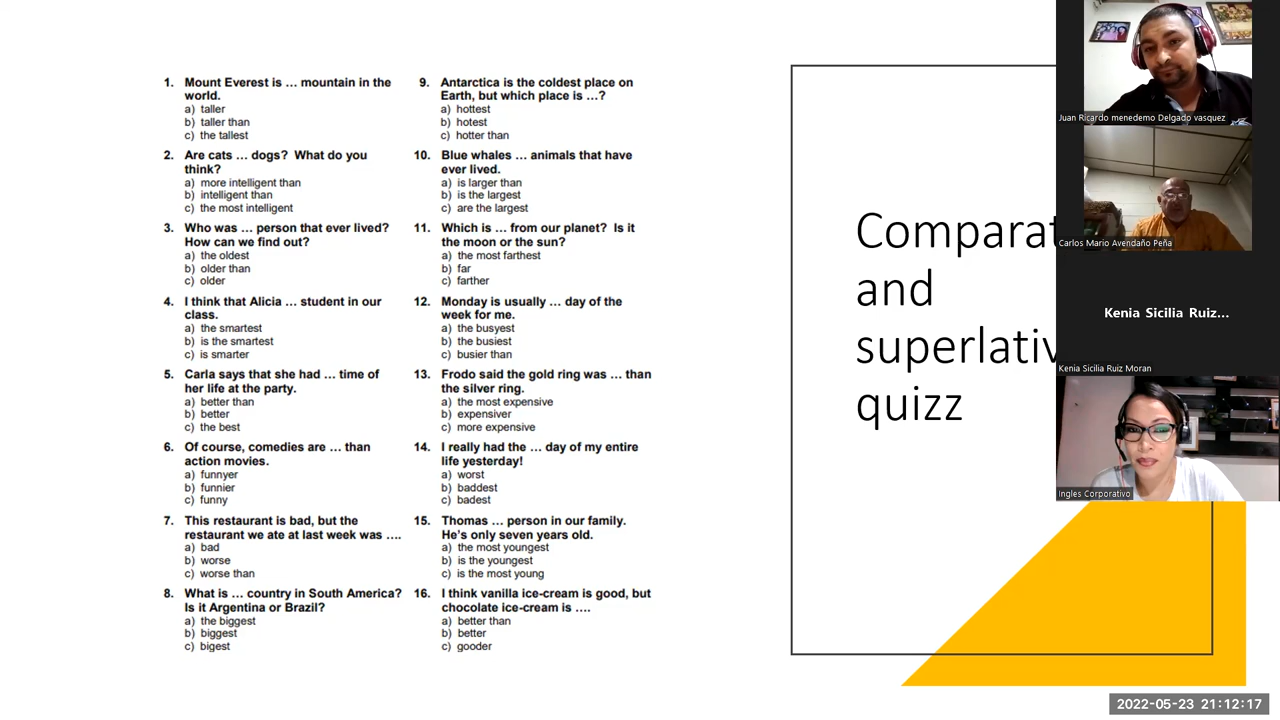 1. Mount Everest is … mountain in the
world.
a) taller
b) taller than
c) the tallest
2. Are cats … dogs? What do you
think?
a) more intelligent than
b) intelligent than
c) the most intelligent
3. Who was … person that ever lived?
How can we find out?
a) the oldest
b) older than
c) older
4. I think that Alicia … student in our
class.
a) the smartest
b) is the smartest
c) is smarter
5. Carla says that she had … time of
her life at the party.
a) better than
b) better
c) the best
6. Of course, comedies are … than
action movies.
a) funnyer
b) funnier
c) funny
7. This restaurant is bad, but the
restaurant we ate at last week was ….
a) bad
b) worse
c) worse than
8. What is … country in South America?
Is it Argentina or Brazil?
a) the biggest
b) biggest
c) bigest
9. Antarctica is the coldest place on
Earth, but which place is …?
a) hottest
b) hotest
c) hotter than
10. Blue whales … animals that have
ever lived.
a) is larger than
b) is the largest
c) are the largest
11. Which is … from our planet? Is it
the moon or the sun?
a) the most farthest
b) far
c) farther
12. Monday is usually … day of the
week for me.
a) the busyest
b) the busiest
c) busier than
13. Frodo said the gold ring was … than
the silver ring.
a) the most expensive
b) expensiver
c) more expensive
14. I really had the … day of my entire
life yesterday!
a) worst
b) baddest
c) badest
15. Thomas … person in our family.
He's only seven years old.
a) the most youngest
b) is the youngest
c) is the most young
16. I think vanilla ice-cream is good, but
chocolate ice-cream is ….
a) better than
b) better
c) gooder
Comparat
and
superlativ
quizz
Juan Ricardo menedemo Delgado vasquez
Carlos Mario Avendaño Peña
Kenia Sicilia Ruiz...
Kenia Sicilia Ruiz Moran
Ingles Corporativo
2022-05-23 21:12:17